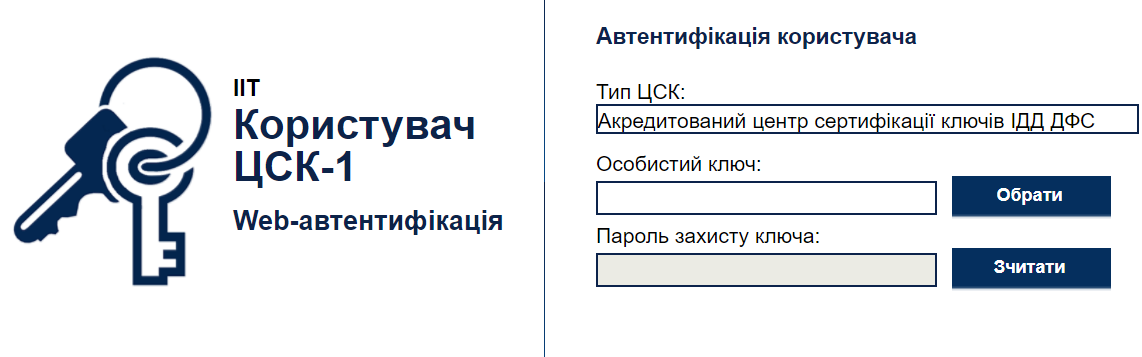 ІІТ
Користувач
ЦСК-1
Web-автентифікація
Автентифікація користувача
Тип ЦСК:
Акредитований центр сертифікації ключів ІДД ДФС
Особистий ключ:
Обрати
Пароль захисту ключа:
Зчитати